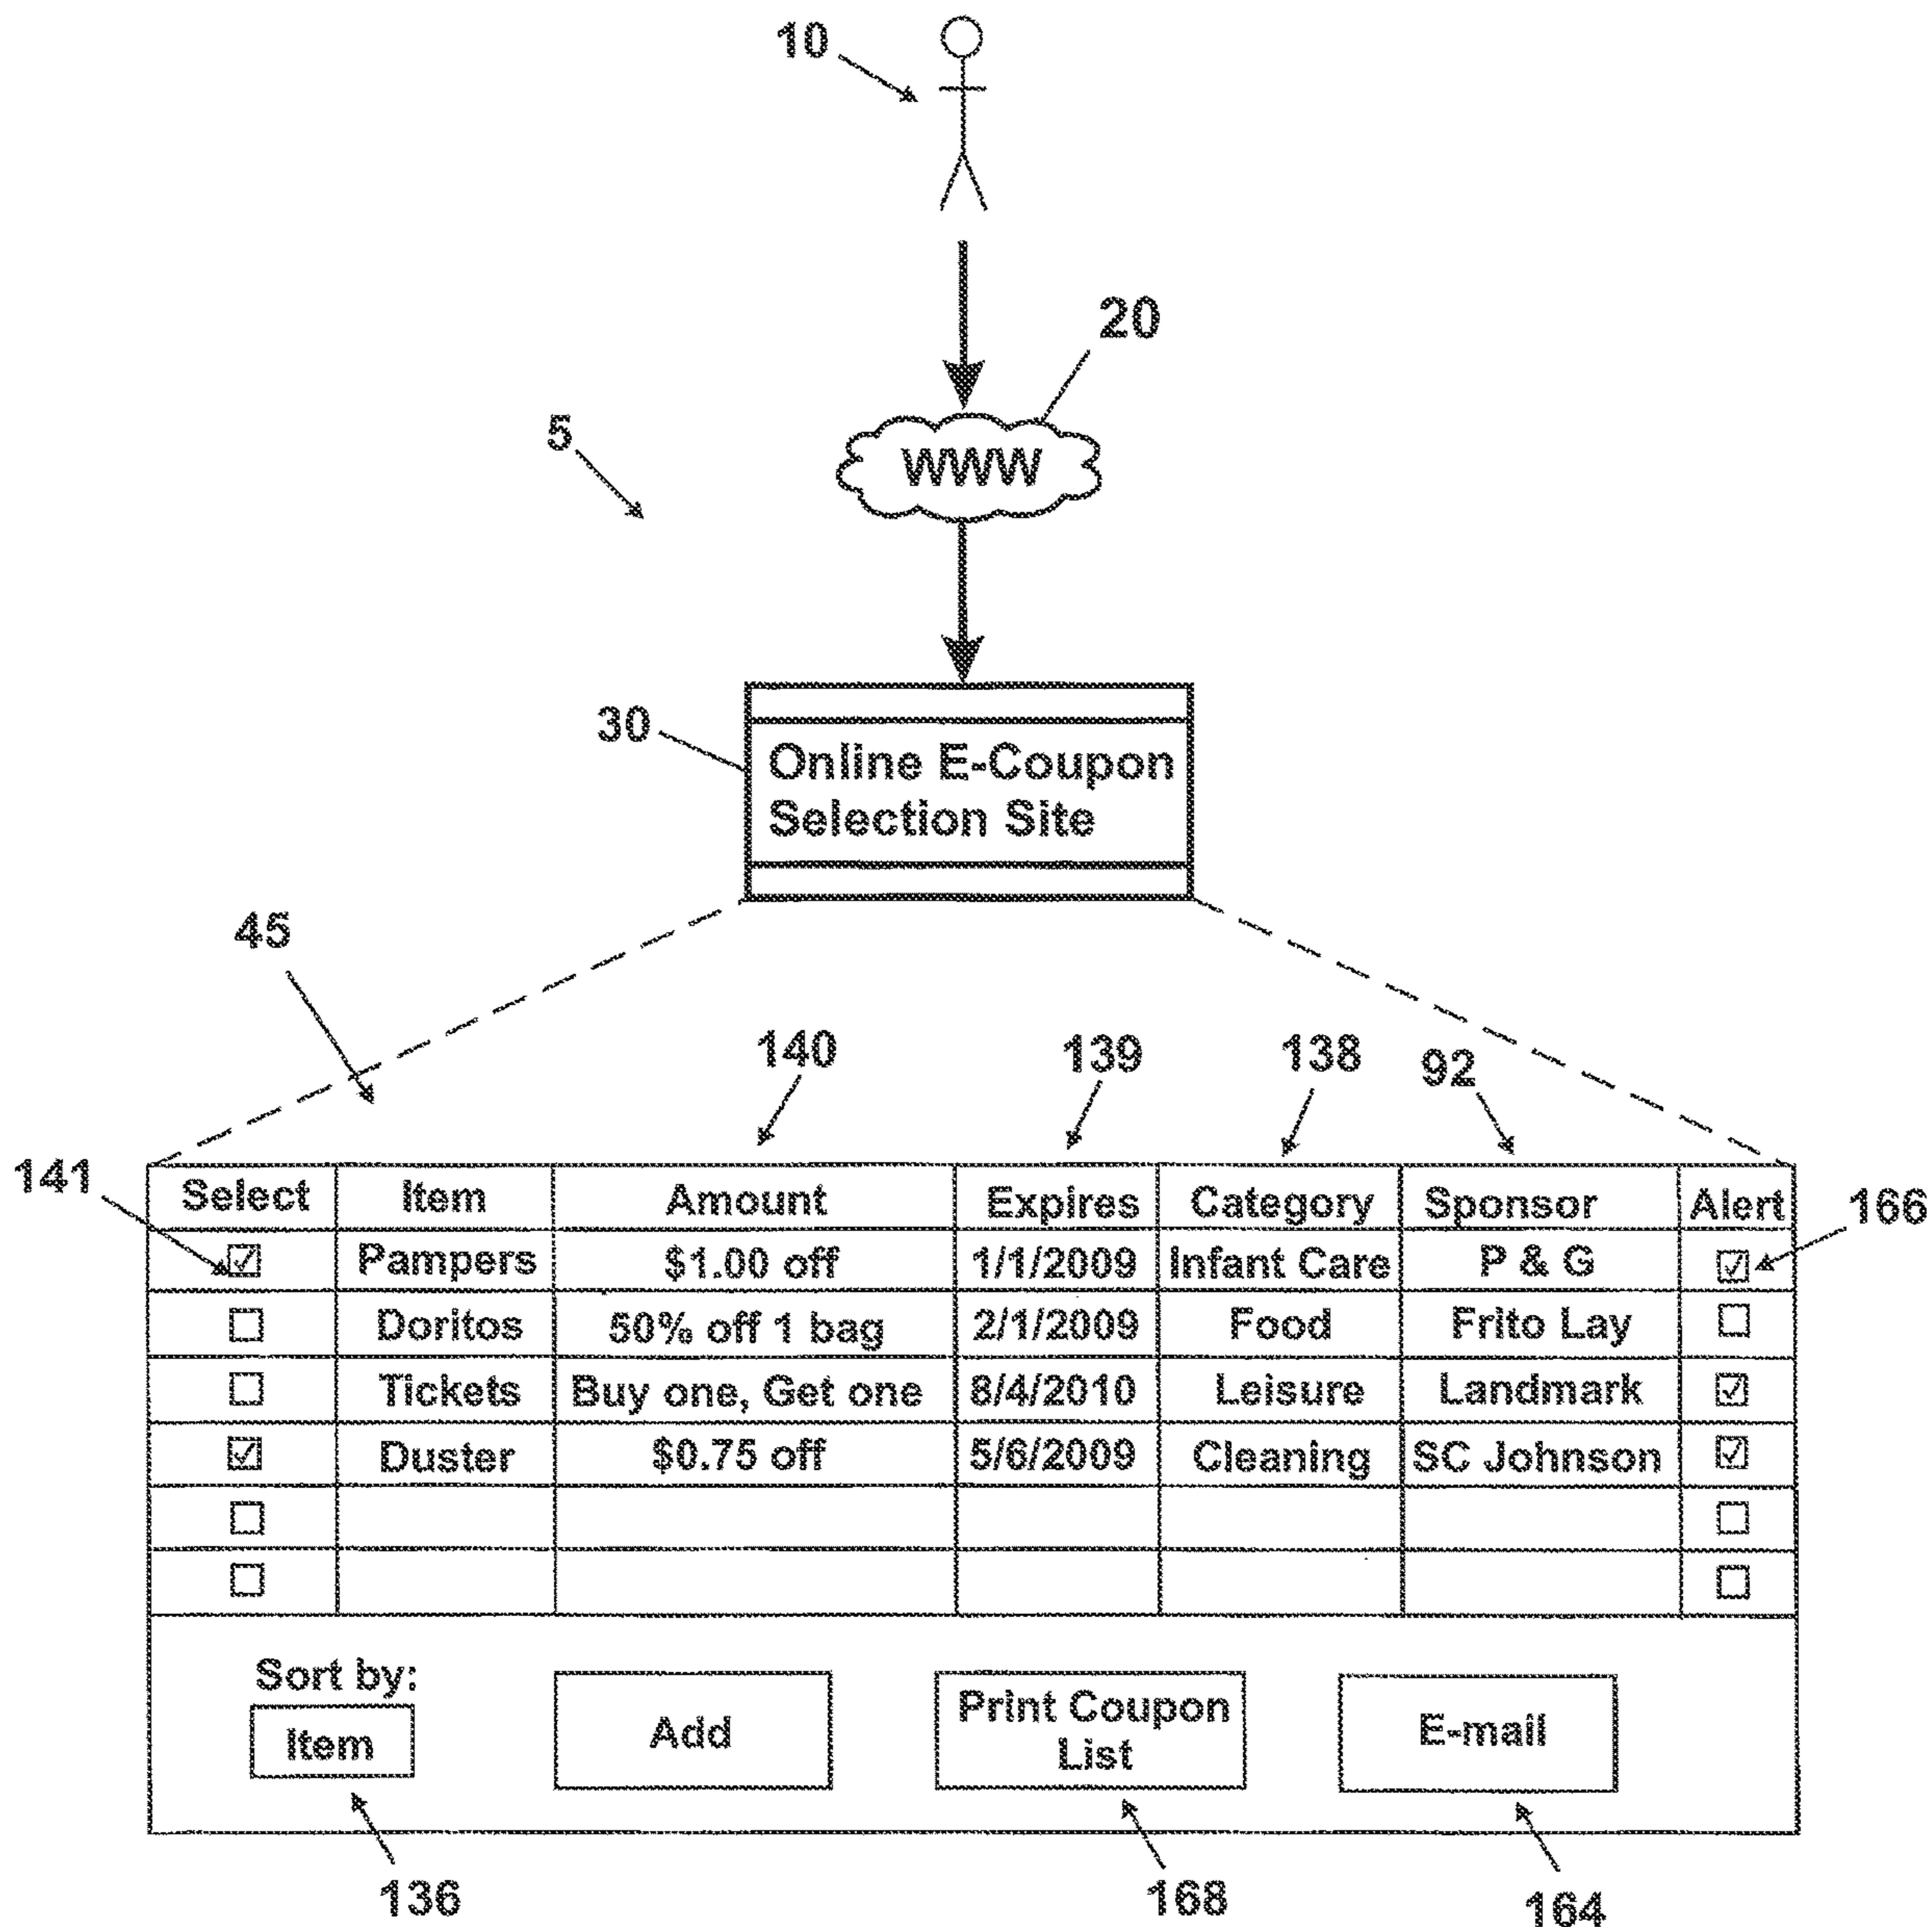 10
20
5
WWW
30
Online E-Coupon
Selection Site
45
140 139 138 92
141
166
Select Item Amount Expires Category Sponsor Alert
Pampers $1.00 off 1/1/2009 Infant Care P & G
Doritos 50% off 1 bag 2/1/2009 Food Frito Lay
Tickets Buy one, Get one 8/4/2010 Leisure Landmark
Duster $0.75 off 5/6/2009 Cleaning SC Johnson
Sort by:
Item
Add
Print Coupon
List
E-mail
136 168 164